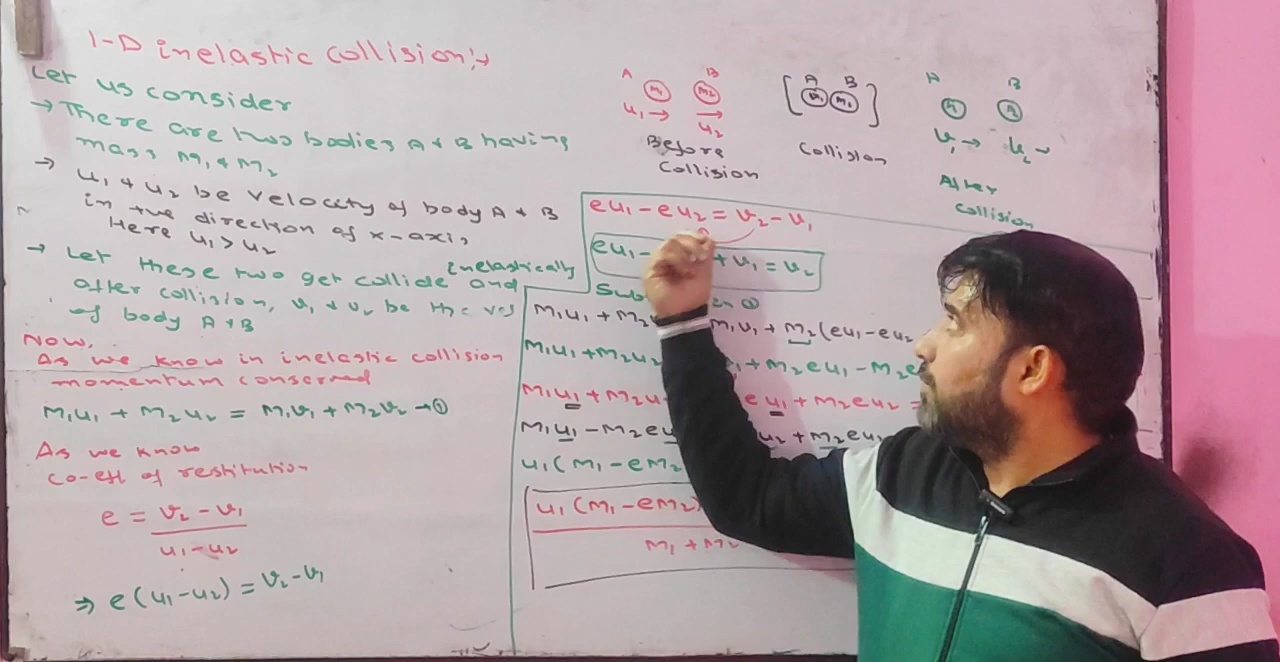 1-D inelastic collision :→
Let us consider
→ There are two bodies A & B having
mass M₁ & M₂
→ u₁ & u₂ be velocity of body A & B
in +ve direction of x-axis
Here u₁ > u₂
→ Let these two get collide inelastically and
after collision, v₁ & v₂ be the
of body A & B
Now,
As we know in inelastic collision
momentum conserved
M₁u₁ + M₂u₂ = M₁v₁ + M₂v₂ → ①
As we know
co-eff of restitution
e = v₂ - v₁
u₁ - u₂
⇒ e(u₁ - u₂) = v₂ - v₁
A B
M₁ M₂
u₁ → u₂ →
Before
Collision
[A B]
M₁ M₂
Collision
A B
v₁ → v₂ →
After
Collision
eu₁ - eu₂ = v₂ - v₁
eu₁ - + v₁ = v₂
in ①
M₁u₁ + M₂ M₁v₁ + M₂(eu₁ - eu₂
M₁u₁ + M₂u₂ + M₂eu₁ - M₂e
M₁u₁ + M₂u eu₁ + M₂eu₂ =
M₁u₁ - M₂eu u₂ + M₂eu
u₁(M₁ - eM₂
u₁(M₁ - eM₂)
M₁ + M₂